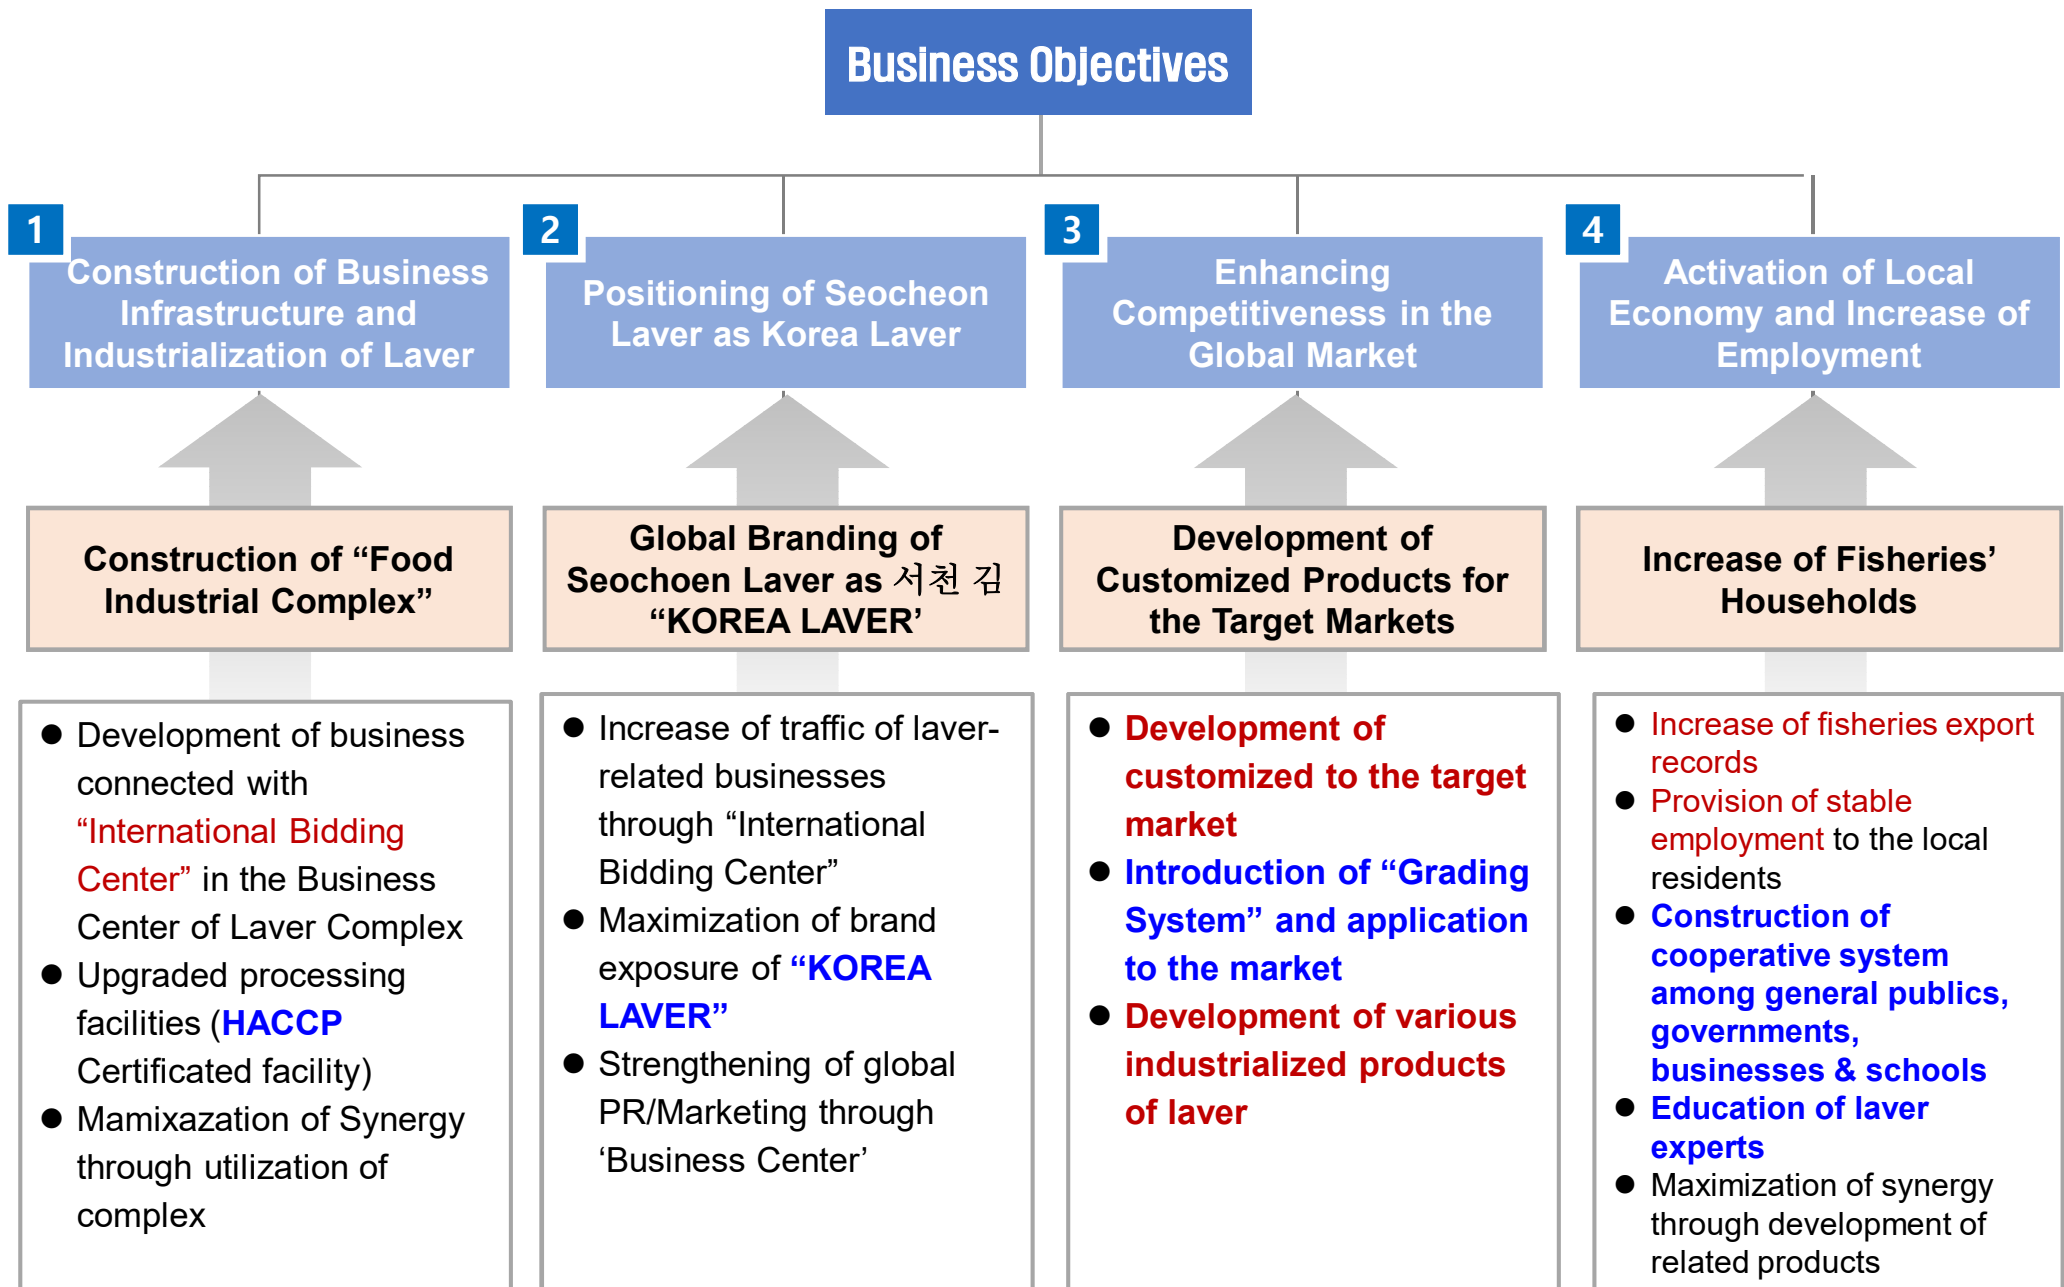 Business Objectives
1
Construction of Business
Infrastructure and
Industrialization of Laver
2
Positioning of Seocheon
Laver as Korea Laver
3
Enhancing
Competitiveness in the
Global Market
4
Activation of Local
Economy and Increase of
Employment
Construction of “Food
Industrial Complex”
Global Branding of
Seochoen Laver as 서천 김
“KOREA LAVER’
Development of
Customized Products for
the Target Markets
Increase of Fisheries’
Households
● Development of business
connected with
“International Bidding
Center” in the Business
Center of Laver Complex
● Upgraded processing
facilities (HACCP
Certificated facility)
● Mamixazation of Synergy
through utilization of
complex
● Increase of traffic of laver-
related businesses
through “International
Bidding Center”
● Maximization of brand
exposure of “KOREA
LAVER”
● Strengthening of global
PR/Marketing through
‘Business Center’
● Development of
customized to the target
market
● Introduction of “Grading
System” and application
to the market
● Development of various
industrialized products
of laver
● Increase of fisheries export
records
● Provision of stable
employment to the local
residents
● Construction of
cooperative system
among general publics,
governments,
businesses & schools
● Education of laver
experts
● Maximization of synergy
through development of
related products